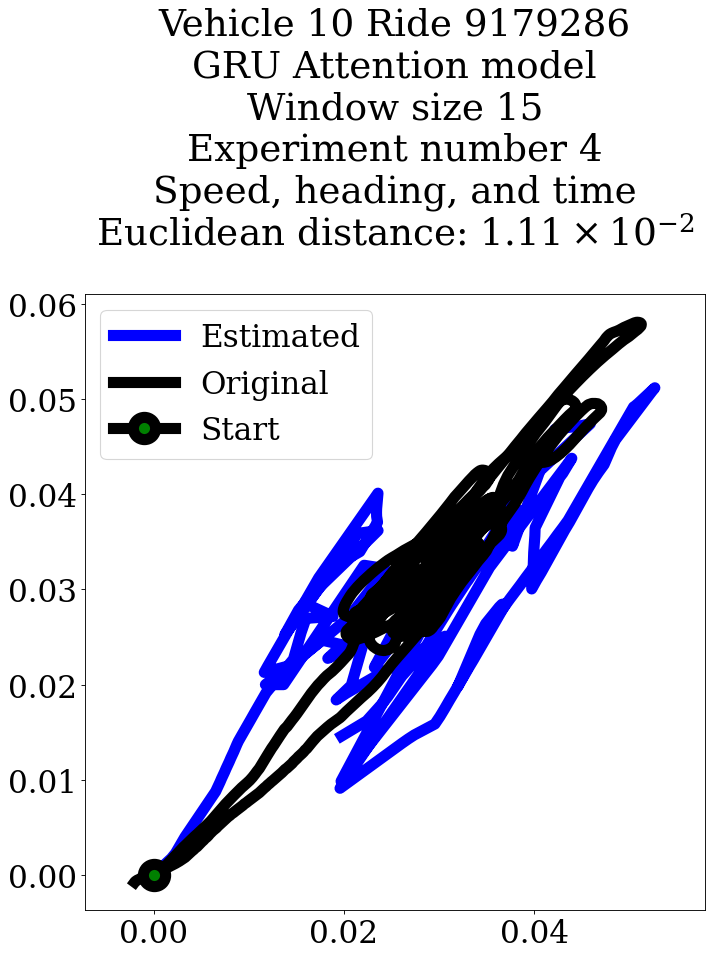 Vehicle 10 Ride 9179286
GRU Attention model
Window size 15
Experiment number 4
Speed, heading, and time
Euclidean distance: 1.11 × 10⁻²
0.06
0.05
0.04
0.03
0.02
0.01
0.00
Estimated
Original
Start
0.00 0.02 0.04